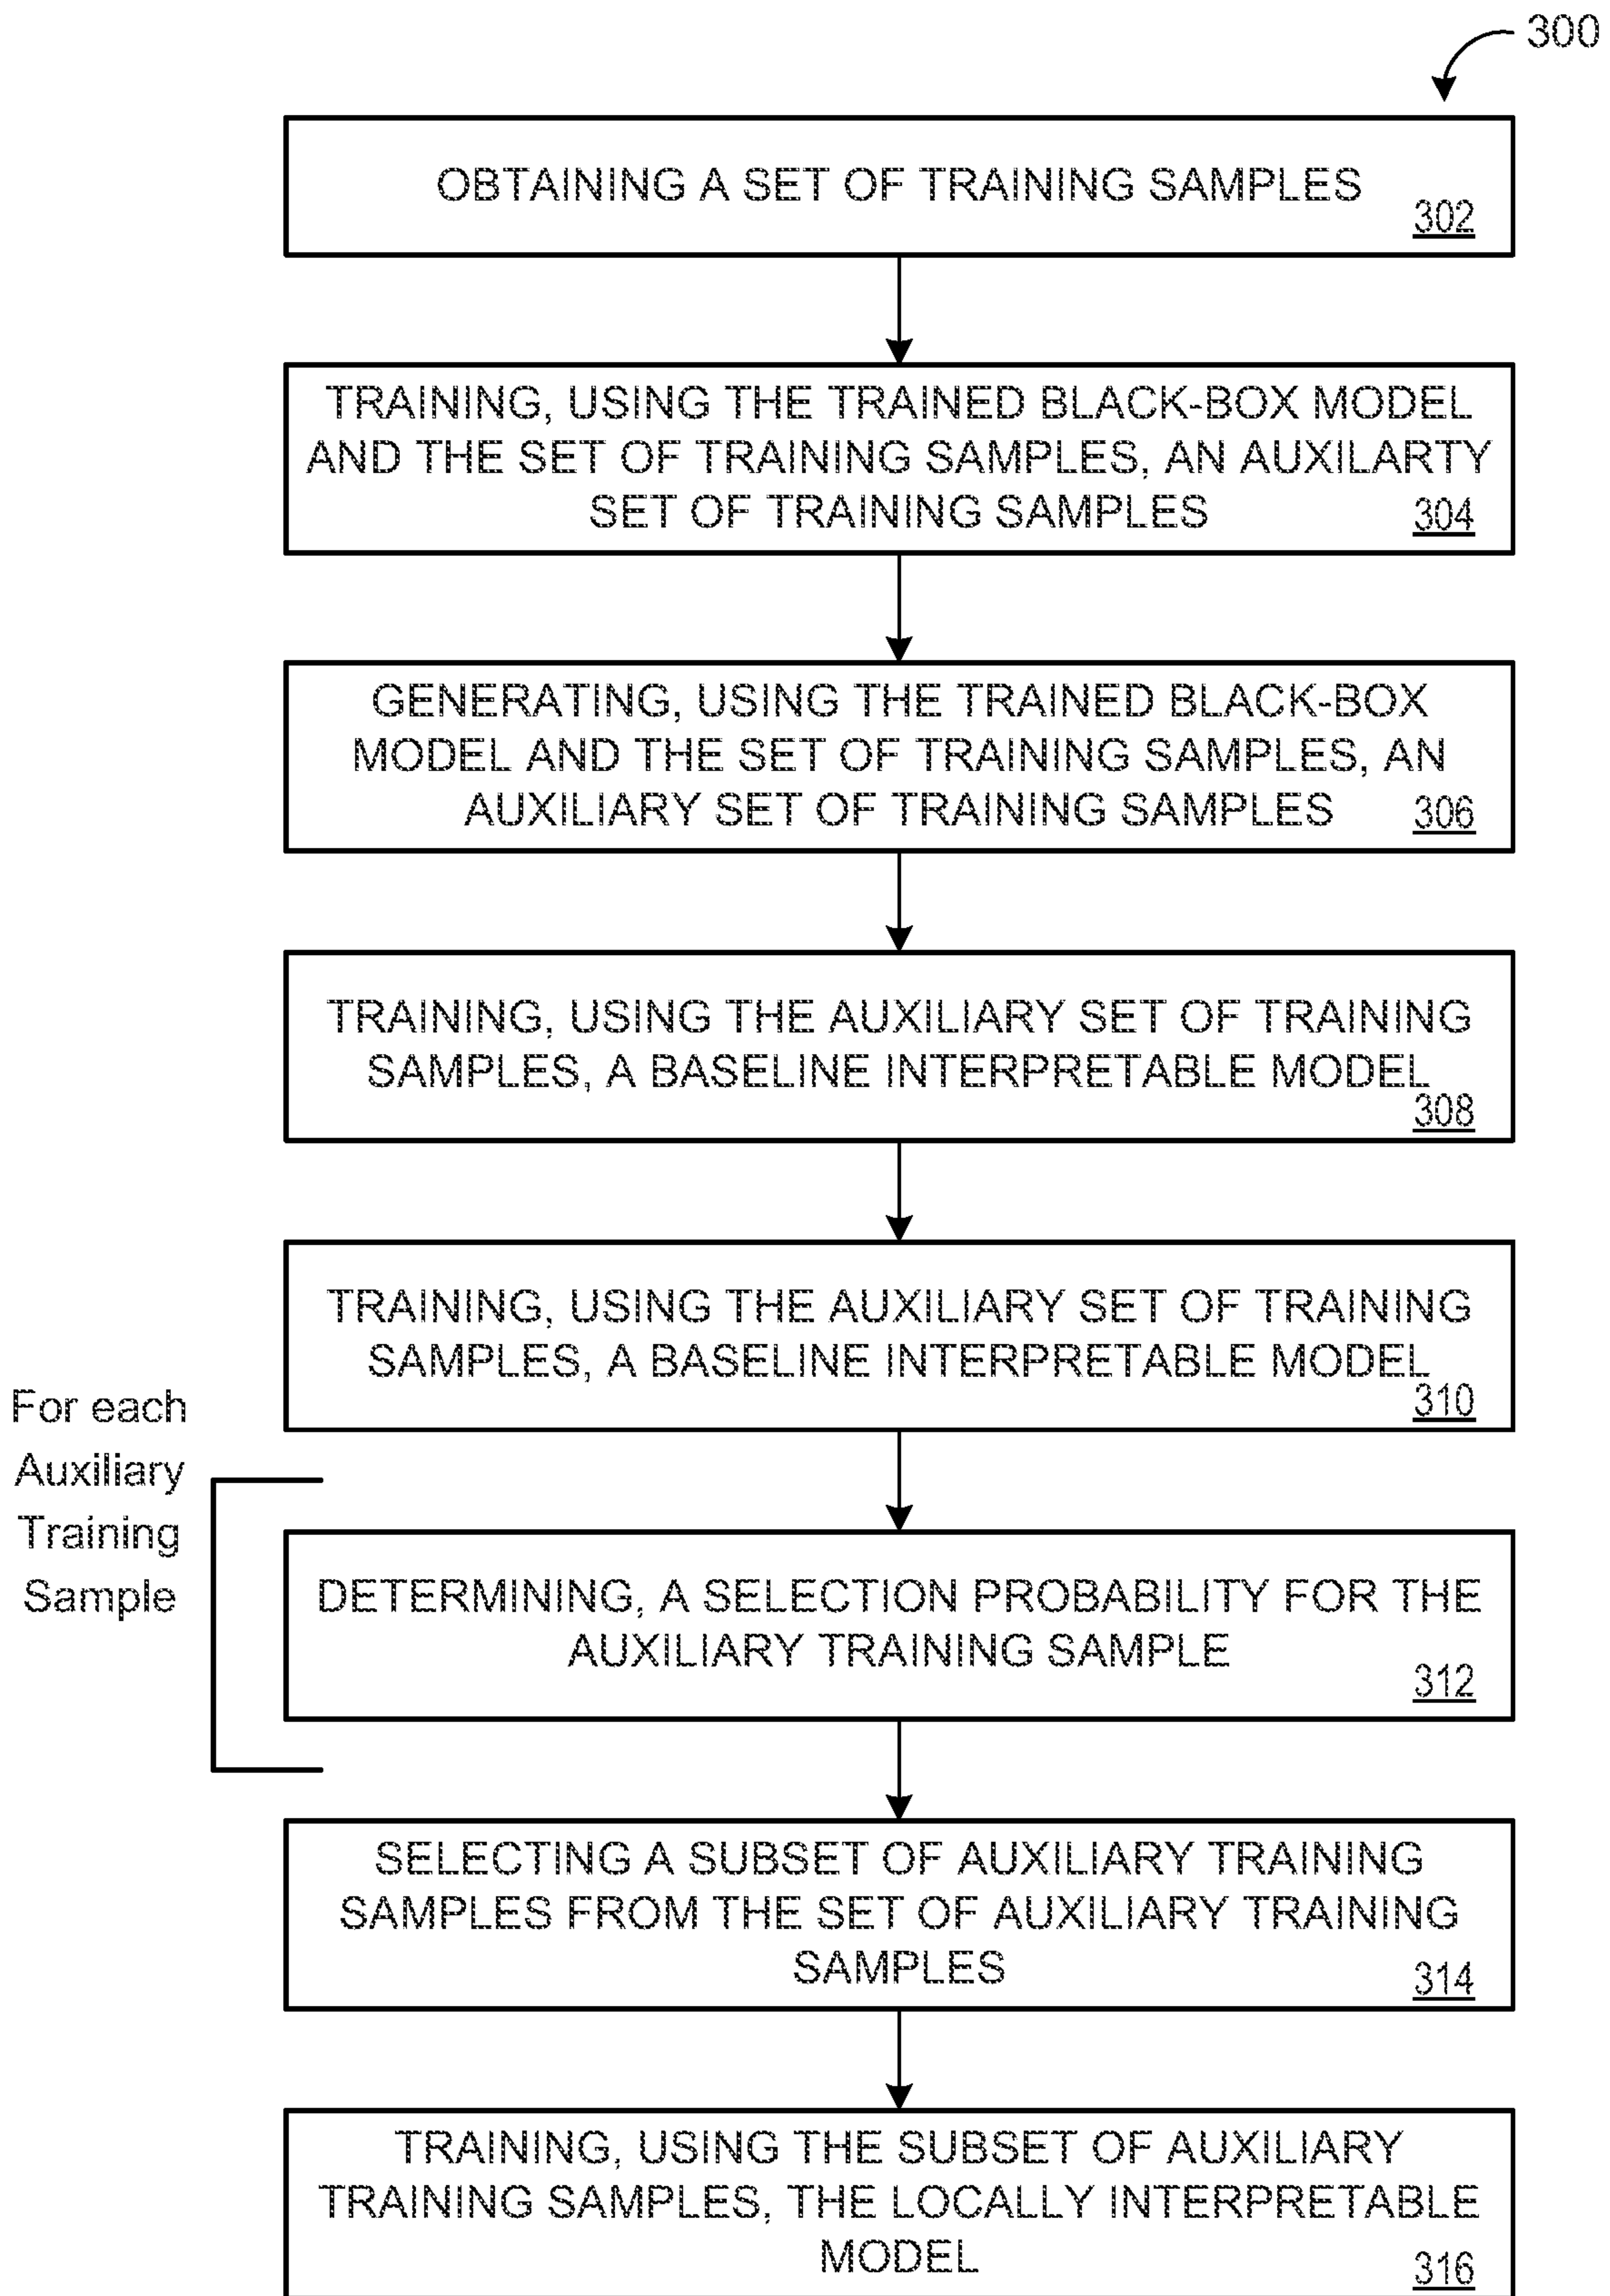 300
OBTAINING A SET OF TRAINING SAMPLES
302
TRAINING, USING THE TRAINED BLACK-BOX MODEL
AND THE SET OF TRAINING SAMPLES, AN AUXILARTY
SET OF TRAINING SAMPLES
304
GENERATING, USING THE TRAINED BLACK-BOX
MODEL AND THE SET OF TRAINING SAMPLES, AN
AUXILIARY SET OF TRAINING SAMPLES
306
TRAINING, USING THE AUXILIARY SET OF TRAINING
SAMPLES, A BASELINE INTERPRETABLE MODEL
308
TRAINING, USING THE AUXILIARY SET OF TRAINING
SAMPLES, A BASELINE INTERPRETABLE MODEL
310
For each
Auxiliary
Training
Sample
DETERMINING, A SELECTION PROBABILITY FOR THE
AUXILIARY TRAINING SAMPLE
312
SELECTING A SUBSET OF AUXILIARY TRAINING
SAMPLES FROM THE SET OF AUXILIARY TRAINING
SAMPLES
314
TRAINING, USING THE SUBSET OF AUXILIARY
TRAINING SAMPLES, THE LOCALLY INTERPRETABLE
MODEL
316